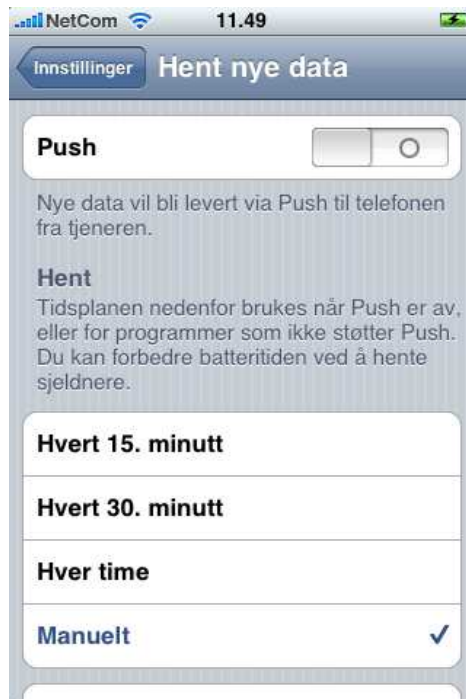 NetCom 11.49
Innstillinger Hent nye data
Push
Nye data vil bli levert via Push til telefonen
fra tjeneren.
Hent
Tidsplanen nedenfor brukes når Push er av,
eller for programmer som ikke støtter Push.
Du kan forbedre batteritiden ved å hente
sjeldnere.
Hvert 15. minutt
Hvert 30. minutt
Hver time
Manuelt